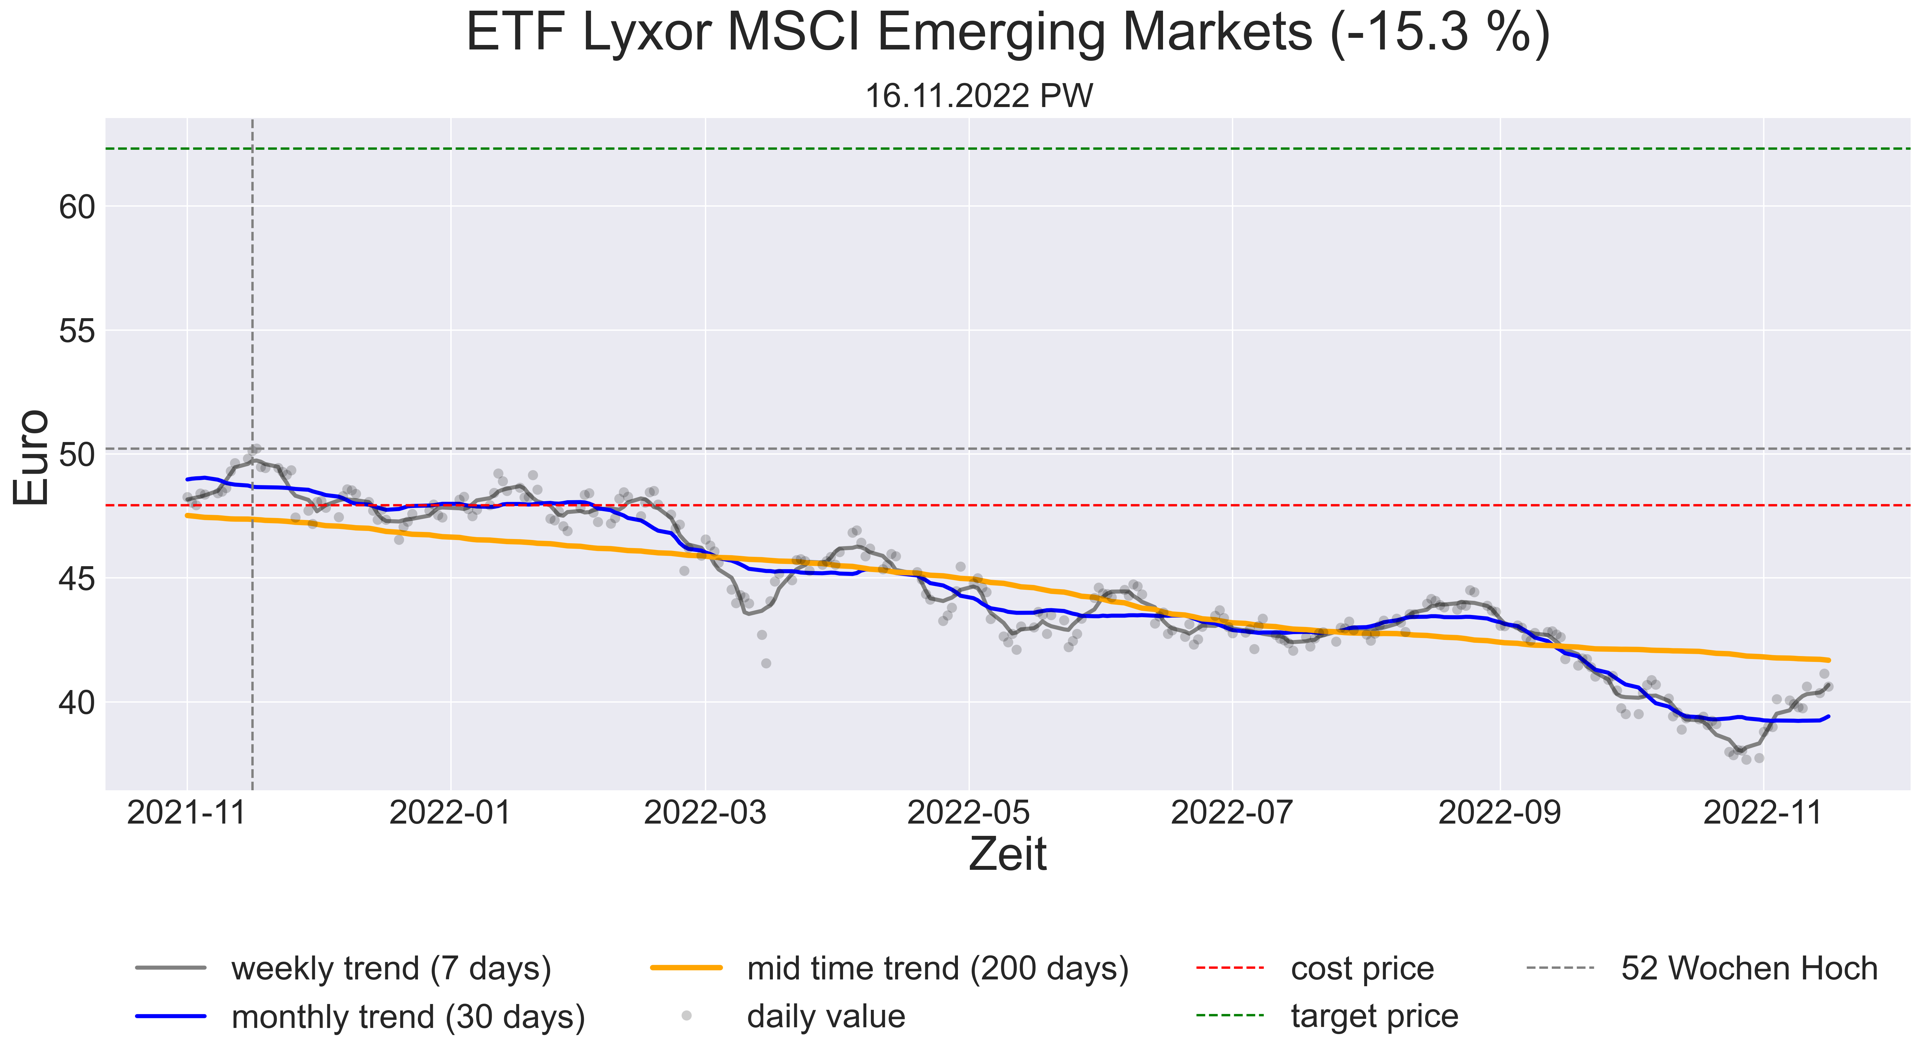 ETF Lyxor MSCI Emerging Markets (-15.3 %)
16.11.2022 PW
Euro
60
55
50
45
40
2021-11 2022-01 2022-03 2022-05 2022-07 2022-09 2022-11
Zeit
weekly trend (7 days) mid time trend (200 days) cost price 52 Wochen Hoch
monthly trend (30 days) daily value target price